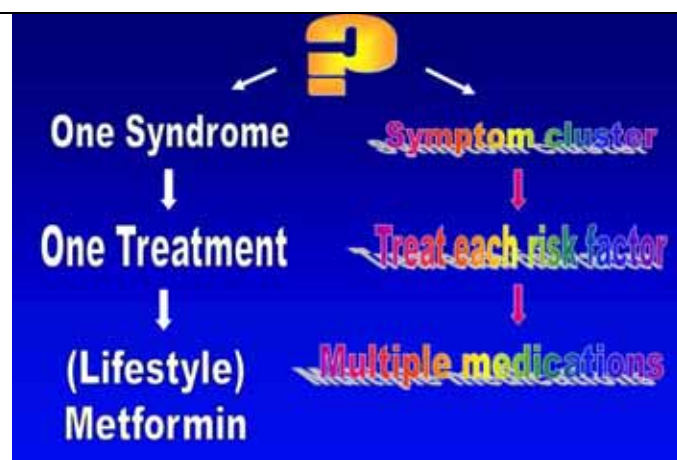 ?
One Syndrome
Symptom cluster
One Treatment
Treat each risk factor
(Lifestyle)
Metformin
Multiple medications